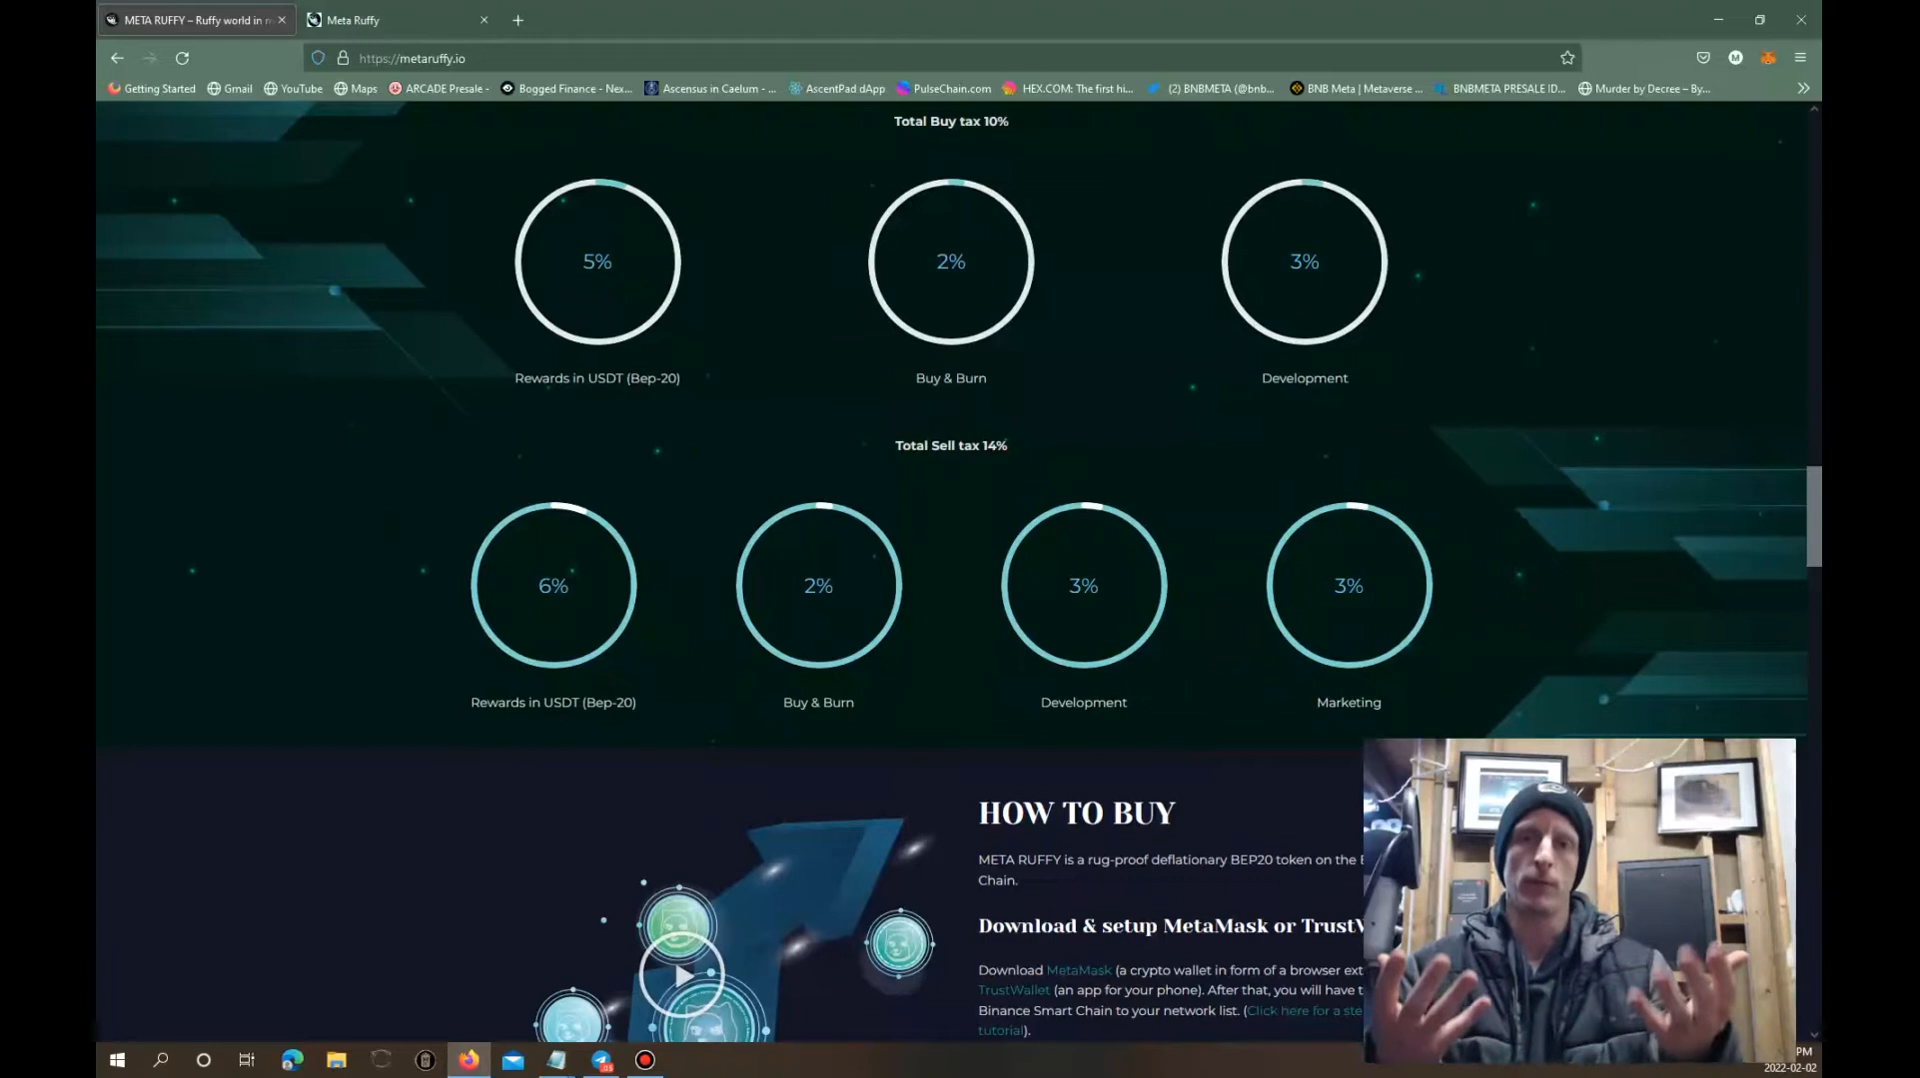 META RUFFY – Ruffy world in m
Meta Ruffy
https://metaruffy.io
Getting Started
Gmail
YouTube
Maps
ARCADE Presale -
Bogged Finance - Nex...
Ascensus in Caelum - ...
AscentPad dApp
PulseChain.com
HEX.COM: The first hi...
(2) BNBMETA (@bnb...
BNB Meta | Metaverse ...
BNBMETA PRESALE ID...
Murder by Decree – By...
Total Buy tax 10%
5%
2%
3%
Rewards in USDT (Bep-20)
Buy & Burn
Development
Total Sell tax 14%
6%
2%
3%
3%
Rewards in USDT (Bep-20)
Buy & Burn
Development
Marketing
HOW TO BUY
META RUFFY is a rug-proof deflationary BEP20 token on the B
Chain.
Download & setup MetaMask or TrustW
Download MetaMask (a crypto wallet in form of a browser ext
TrustWallet (an app for your phone). After that, you will have t
Binance Smart Chain to your network list. (Click here for a ste
tutorial).
PM
2022-02-02